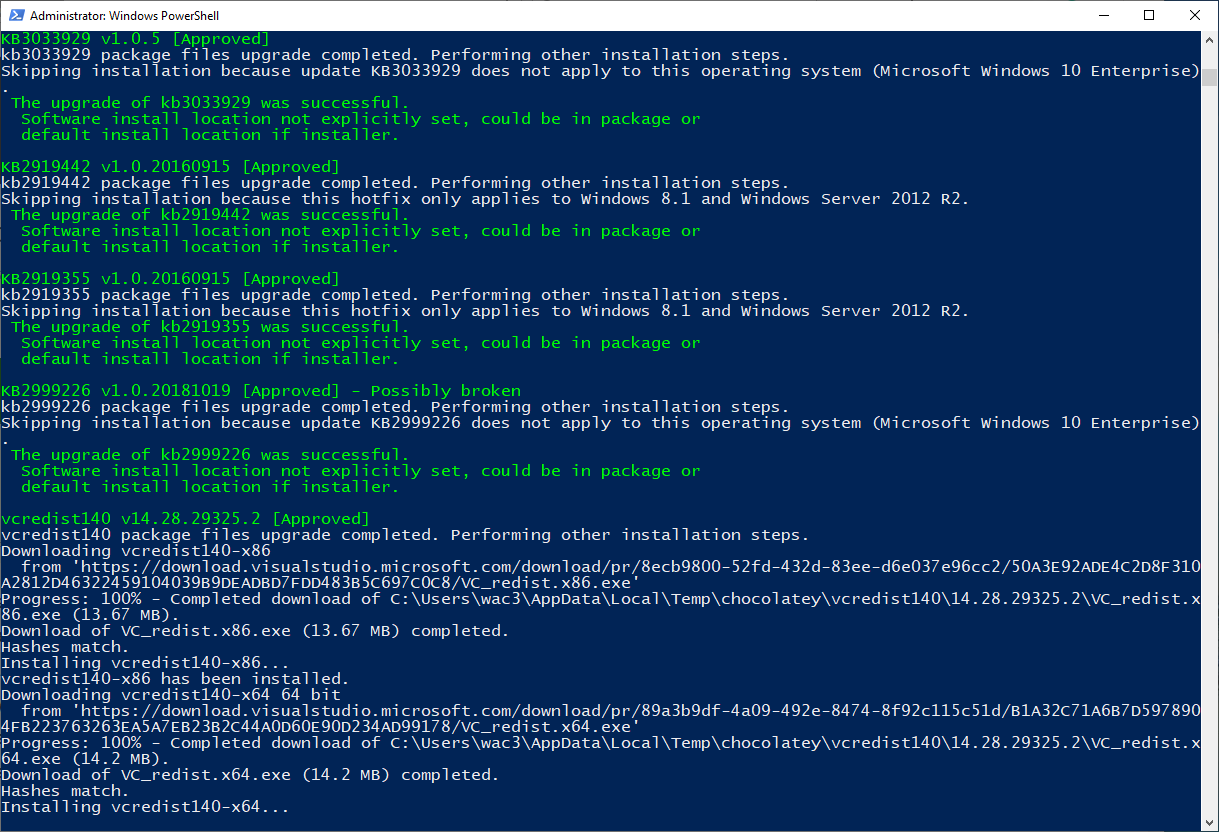 Administrator: Windows PowerShell
KB3033929 v1.0.5 [Approved]
kb3033929 package files upgrade completed. Performing other installation steps.
Skipping installation because update KB3033929 does not apply to this operating system (Microsoft Windows 10 Enterprise)
.
The upgrade of kb3033929 was successful.
Software install location not explicitly set, could be in package or
default install location if installer.
KB2919442 v1.0.20160915 [Approved]
kb2919442 package files upgrade completed. Performing other installation steps.
Skipping installation because this hotfix only applies to Windows 8.1 and Windows Server 2012 R2.
The upgrade of kb2919442 was successful.
Software install location not explicitly set, could be in package or
default install location if installer.
KB2919355 v1.0.20160915 [Approved]
kb2919355 package files upgrade completed. Performing other installation steps.
Skipping installation because this hotfix only applies to Windows 8.1 and Windows Server 2012 R2.
The upgrade of kb2919355 was successful.
Software install location not explicitly set, could be in package or
default install location if installer.
KB2999226 v1.0.20181019 [Approved] - Possibly broken
kb2999226 package files upgrade completed. Performing other installation steps.
Skipping installation because update KB2999226 does not apply to this operating system (Microsoft Windows 10 Enterprise)
.
The upgrade of kb2999226 was successful.
Software install location not explicitly set, could be in package or
default install location if installer.
vcredist140 v14.28.29325.2 [Approved]
vcredist140 package files upgrade completed. Performing other installation steps.
Downloading vcredist140-x86
from 'https://download.visualstudio.microsoft.com/download/pr/8ecb9800-52fd-432d-83ee-d6e037e96cc2/50A3E92ADE4C2D8F310
A2812D46322459104039B9DEADBD7FDD483B5C697C0C8/VC_redist.x86.exe'
Progress: 100% - Completed download of C:\Users\wac3\AppData\Local\Temp\chocolatey\vcredist140\14.28.29325.2\VC_redist.x
86.exe (13.67 MB).
Download of VC_redist.x86.exe (13.67 MB) completed.
Hashes match.
Installing vcredist140-x86...
vcredist140-x86 has been installed.
Downloading vcredist140-x64 64 bit
from 'https://download.visualstudio.microsoft.com/download/pr/89a3b9df-4a09-492e-8474-8f92c115c51d/B1A32C71A6B7D597890
4FB223763263EA5A7EB23B2C44A0D60E90D234AD99178/VC_redist.x64.exe'
Progress: 100% - Completed download of C:\Users\wac3\AppData\Local\Temp\chocolatey\vcredist140\14.28.29325.2\VC_redist.x
64.exe (14.2 MB).
Download of VC_redist.x64.exe (14.2 MB) completed.
Hashes match.
Installing vcredist140-x64...